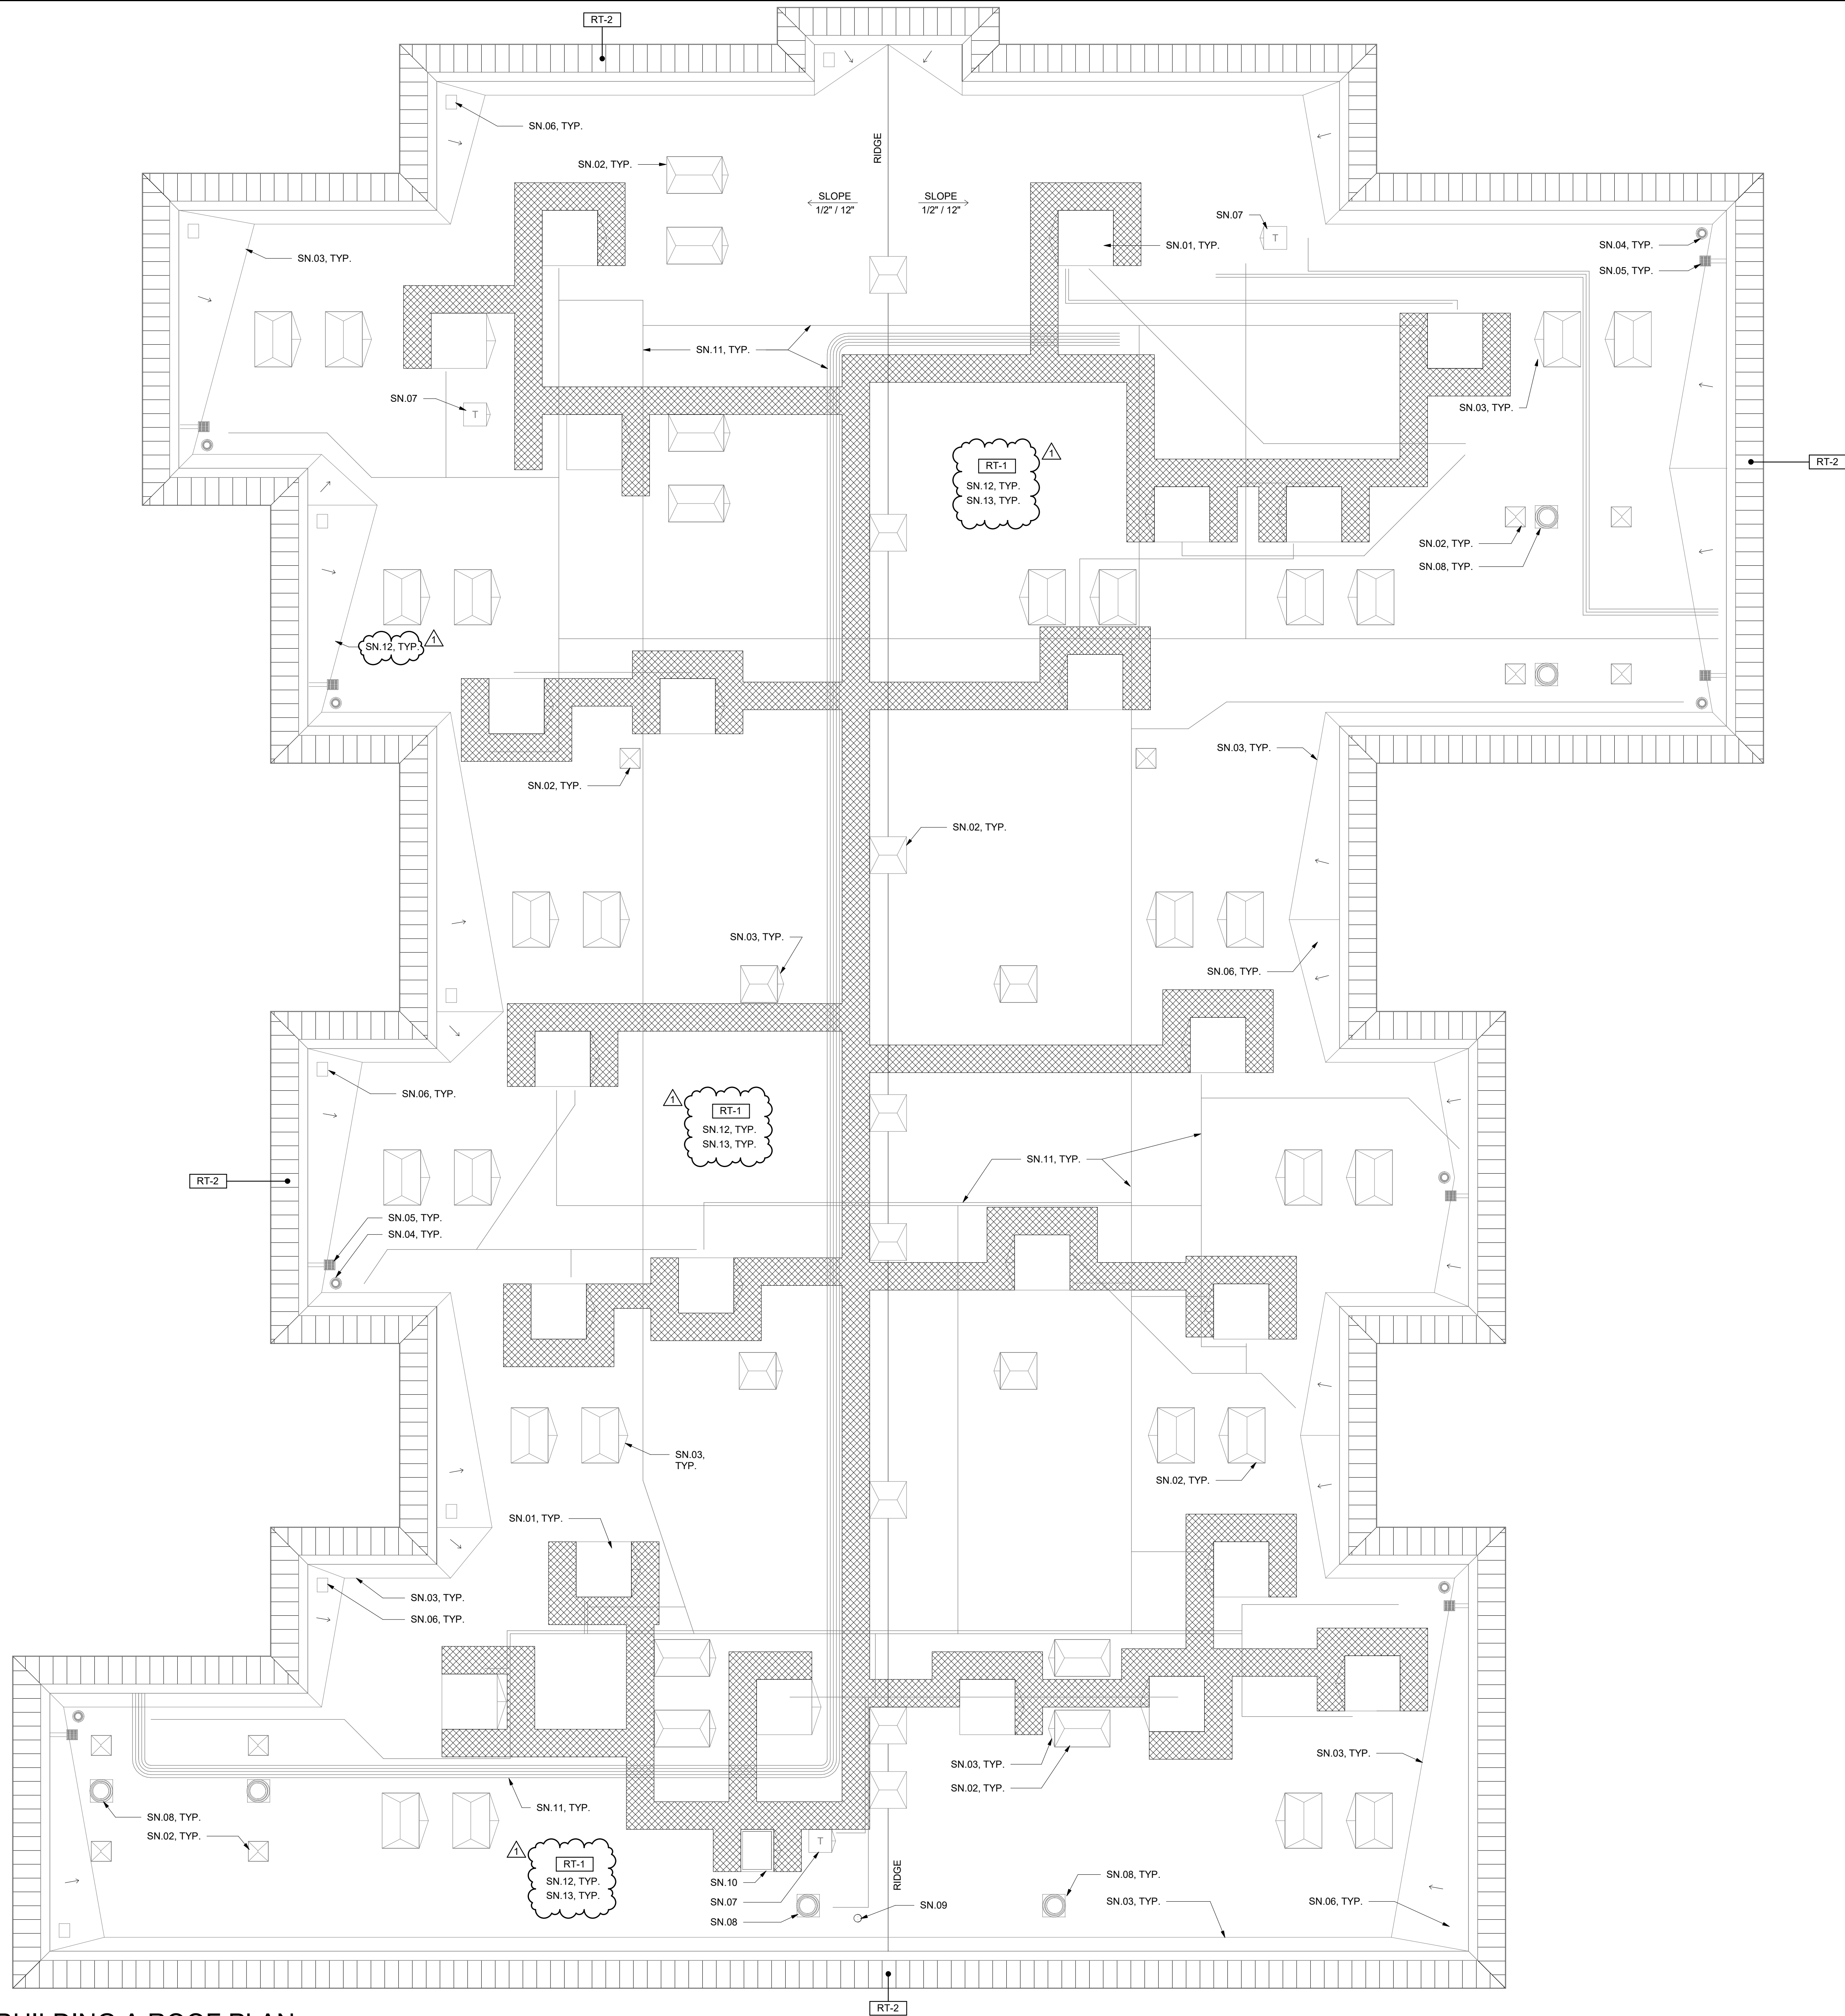 RT-2
SN.06, TYP.
SN.02, TYP.
RIDGE
SLOPE
1/2" / 12"
SLOPE
1/2" / 12"
SN.07
T
SN.01, TYP.
SN.04, TYP.
SN.03, TYP.
SN.05, TYP.
SN.11, TYP.
SN.07
T
SN.03, TYP.
1
RT-1
SN.12, TYP.
SN.13, TYP.
RT-2
SN.02, TYP.
SN.08, TYP.
1
SN.12, TYP.
SN.03, TYP.
SN.02, TYP.
SN.02, TYP.
SN.03, TYP.
SN.06, TYP.
SN.06, TYP.
1
RT-1
SN.12, TYP.
SN.13, TYP.
SN.11, TYP.
RT-2
SN.05, TYP.
SN.04, TYP.
SN.03,
TYP.
SN.02, TYP.
SN.01, TYP.
SN.03, TYP.
SN.06, TYP.
SN.03, TYP.
SN.03, TYP.
SN.02, TYP.
SN.11, TYP.
SN.08, TYP.
SN.02, TYP.
T
1
RT-1
SN.12, TYP.
SN.13, TYP.
SN.10
SN.07
SN.08
RIDGE
SN.09
SN.08, TYP.
SN.03, TYP.
SN.06, TYP.
RT-2
BUILDING A ROOF PLAN